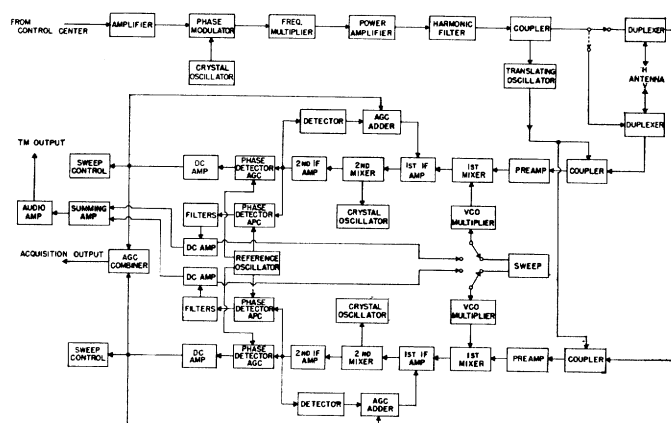 FROM
CONTROL CENTER
AMPLIFIER
PHASE
MODULATOR
FREQ.
MULTIPLIER
POWER
AMPLIFIER
HARMONIC
FILTER
COUPLER
DUPLEXER
CRYSTAL
OSCILLATOR
TRANSLATING
OSCILLATOR
"H
ANTENNA
DUPLEXER
DETECTOR
AGC
ADDER
TM OUTPUT
SWEEP
CONTROL
DC
AMP
PHASE
DETECTOR
AGC
2ND IF
AMP
2ND
MIXER
1ST IF
AMP
1ST
MIXER
PREAMP
COUPLER
AUDIO
AMP
SUMMING
AMP
FILTERS
PHASE
DETECTOR
APC
CRYSTAL
OSCILLATOR
VCO
MULTIPLIER
DC AMP
ACQUISITION OUTPUT
AGC
COMBINER
REFERENCE
OSCILLATOR
SWEEP
DC AMP
FILTERS
PHASE
DETECTOR
APC
CRYSTAL
OSCILLATOR
VCO
MULTIPLIER
SWEEP
CONTROL
DC
AMP
PHASE
DETECTOR
AGC
2ND IF
AMP
2ND
MIXER
1ST IF
AMP
1ST
MIXER
PREAMP
COUPLER
DETECTOR
AGC
ADDER